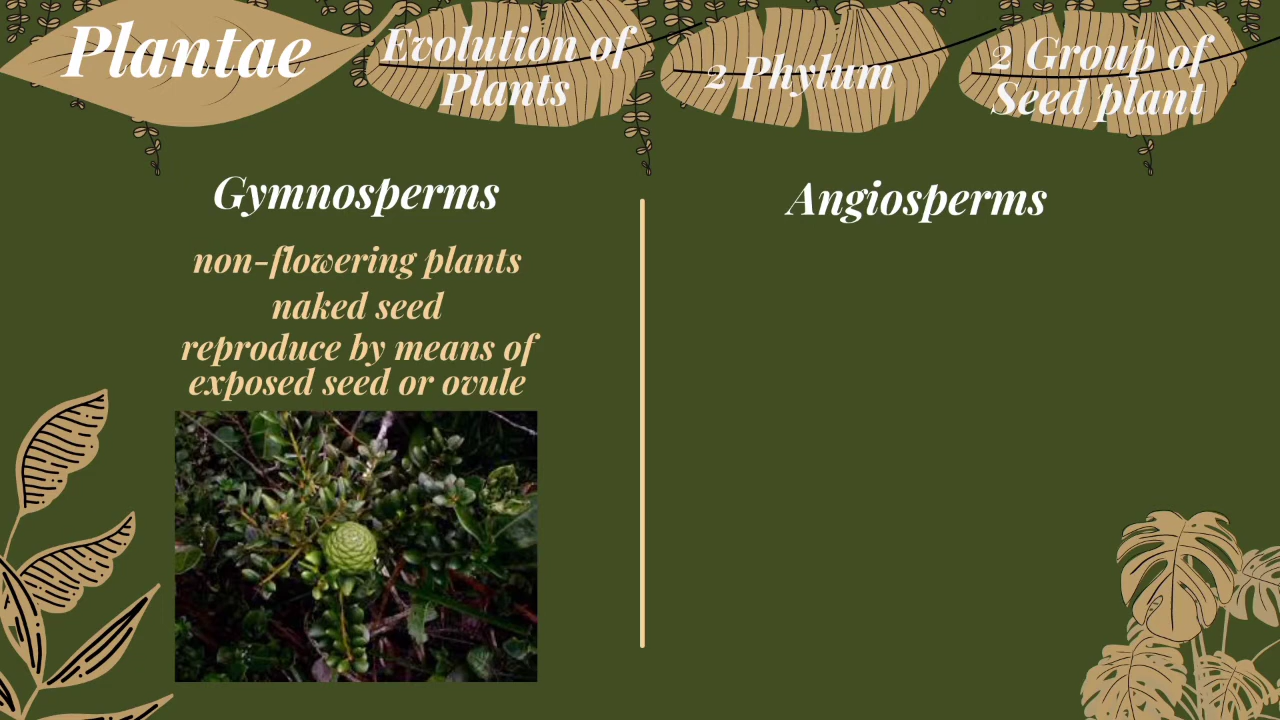 Plantae
Evolution of
Plants
2 Phylum
2 Group of
Seed plant
Gymnosperms
non-flowering plants
naked seed
reproduce by means of
exposed seed or ovule
Angiosperms